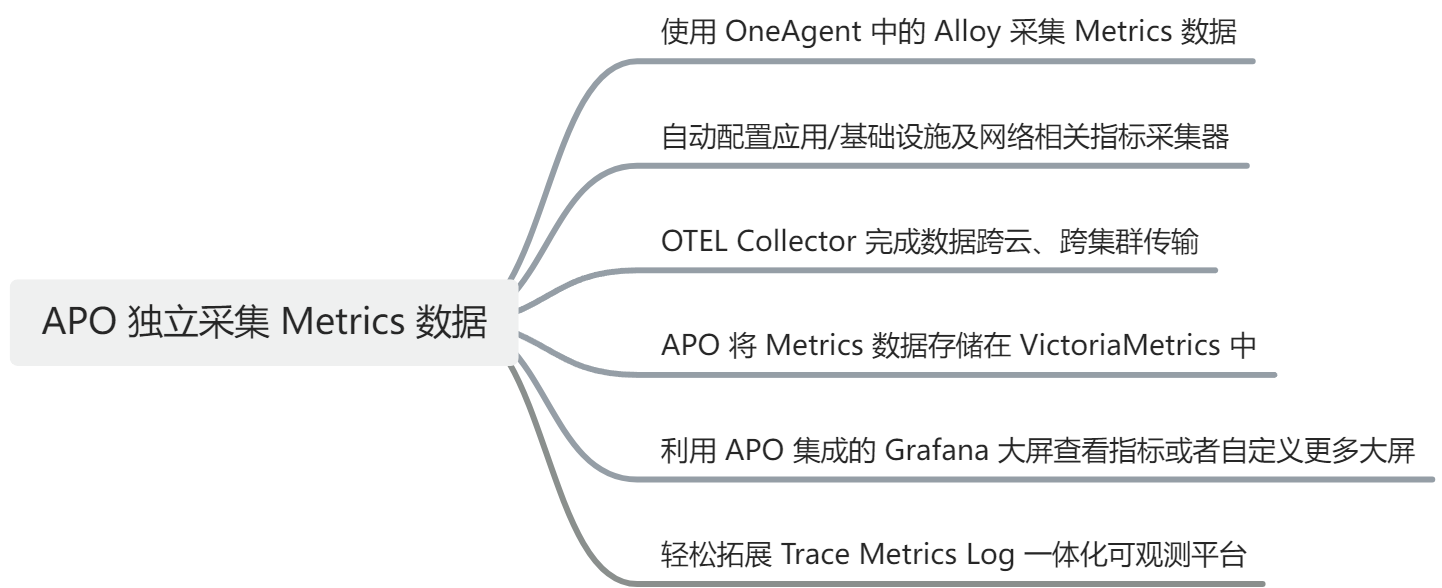 使用 OneAgent 中的 Alloy 采集 Metrics 数据
自动配置应用/基础设施及网络相关指标采集器
OTEL Collector 完成数据跨云、跨集群传输
APO 独立采集 Metrics 数据
APO 将 Metrics 数据存储在 VictoriaMetrics 中
利用 APO 集成的 Grafana 大屏查看指标或者自定义更多大屏
轻松拓展 Trace Metrics Log 一体化可观测平台